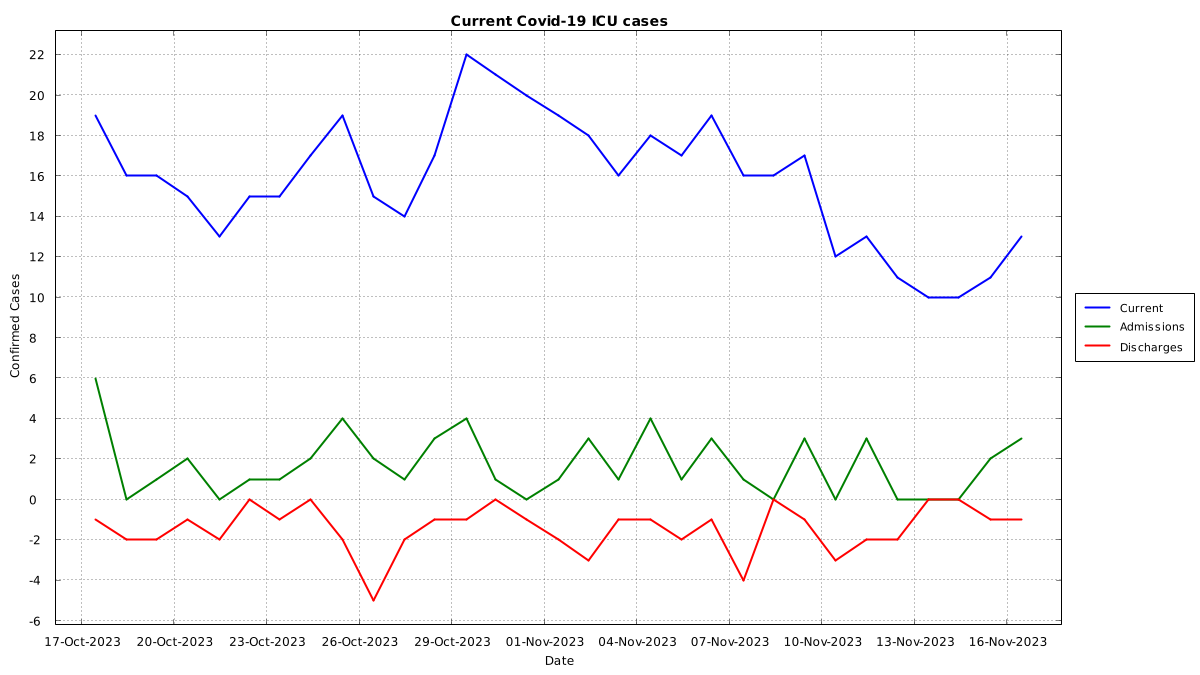 Current Covid-19 ICU cases
Confirmed Cases
22
20
18
16
14
12
10
8
6
4
2
0
-2
-4
-6
17-Oct-2023 20-Oct-2023 23-Oct-2023 26-Oct-2023 29-Oct-2023 01-Nov-2023 04-Nov-2023 07-Nov-2023 10-Nov-2023 13-Nov-2023 16-Nov-2023
Date
Current
Admissions
Discharges